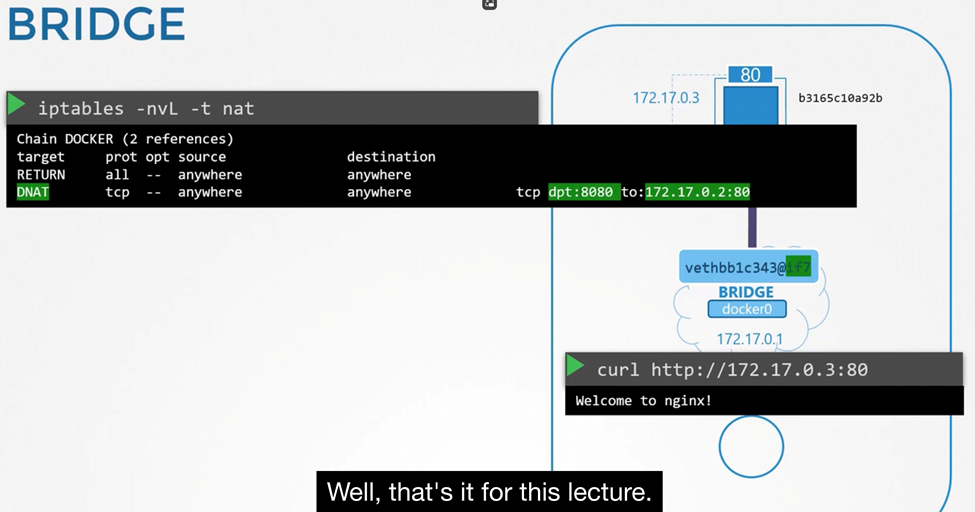 BRIDGE
80
172.17.0.3
b3165c10a92b
iptables -nvL -t nat
Chain DOCKER (2 references)
target prot opt source destination
RETURN all -- anywhere anywhere
DNAT tcp -- anywhere anywhere tcp dpt:8080 to:172.17.0.2:80
vethbb1c343@if7
BRIDGE
docker0
172.17.0.1
curl http://172.17.0.3:80
Welcome to nginx!
Well, that's it for this lecture.